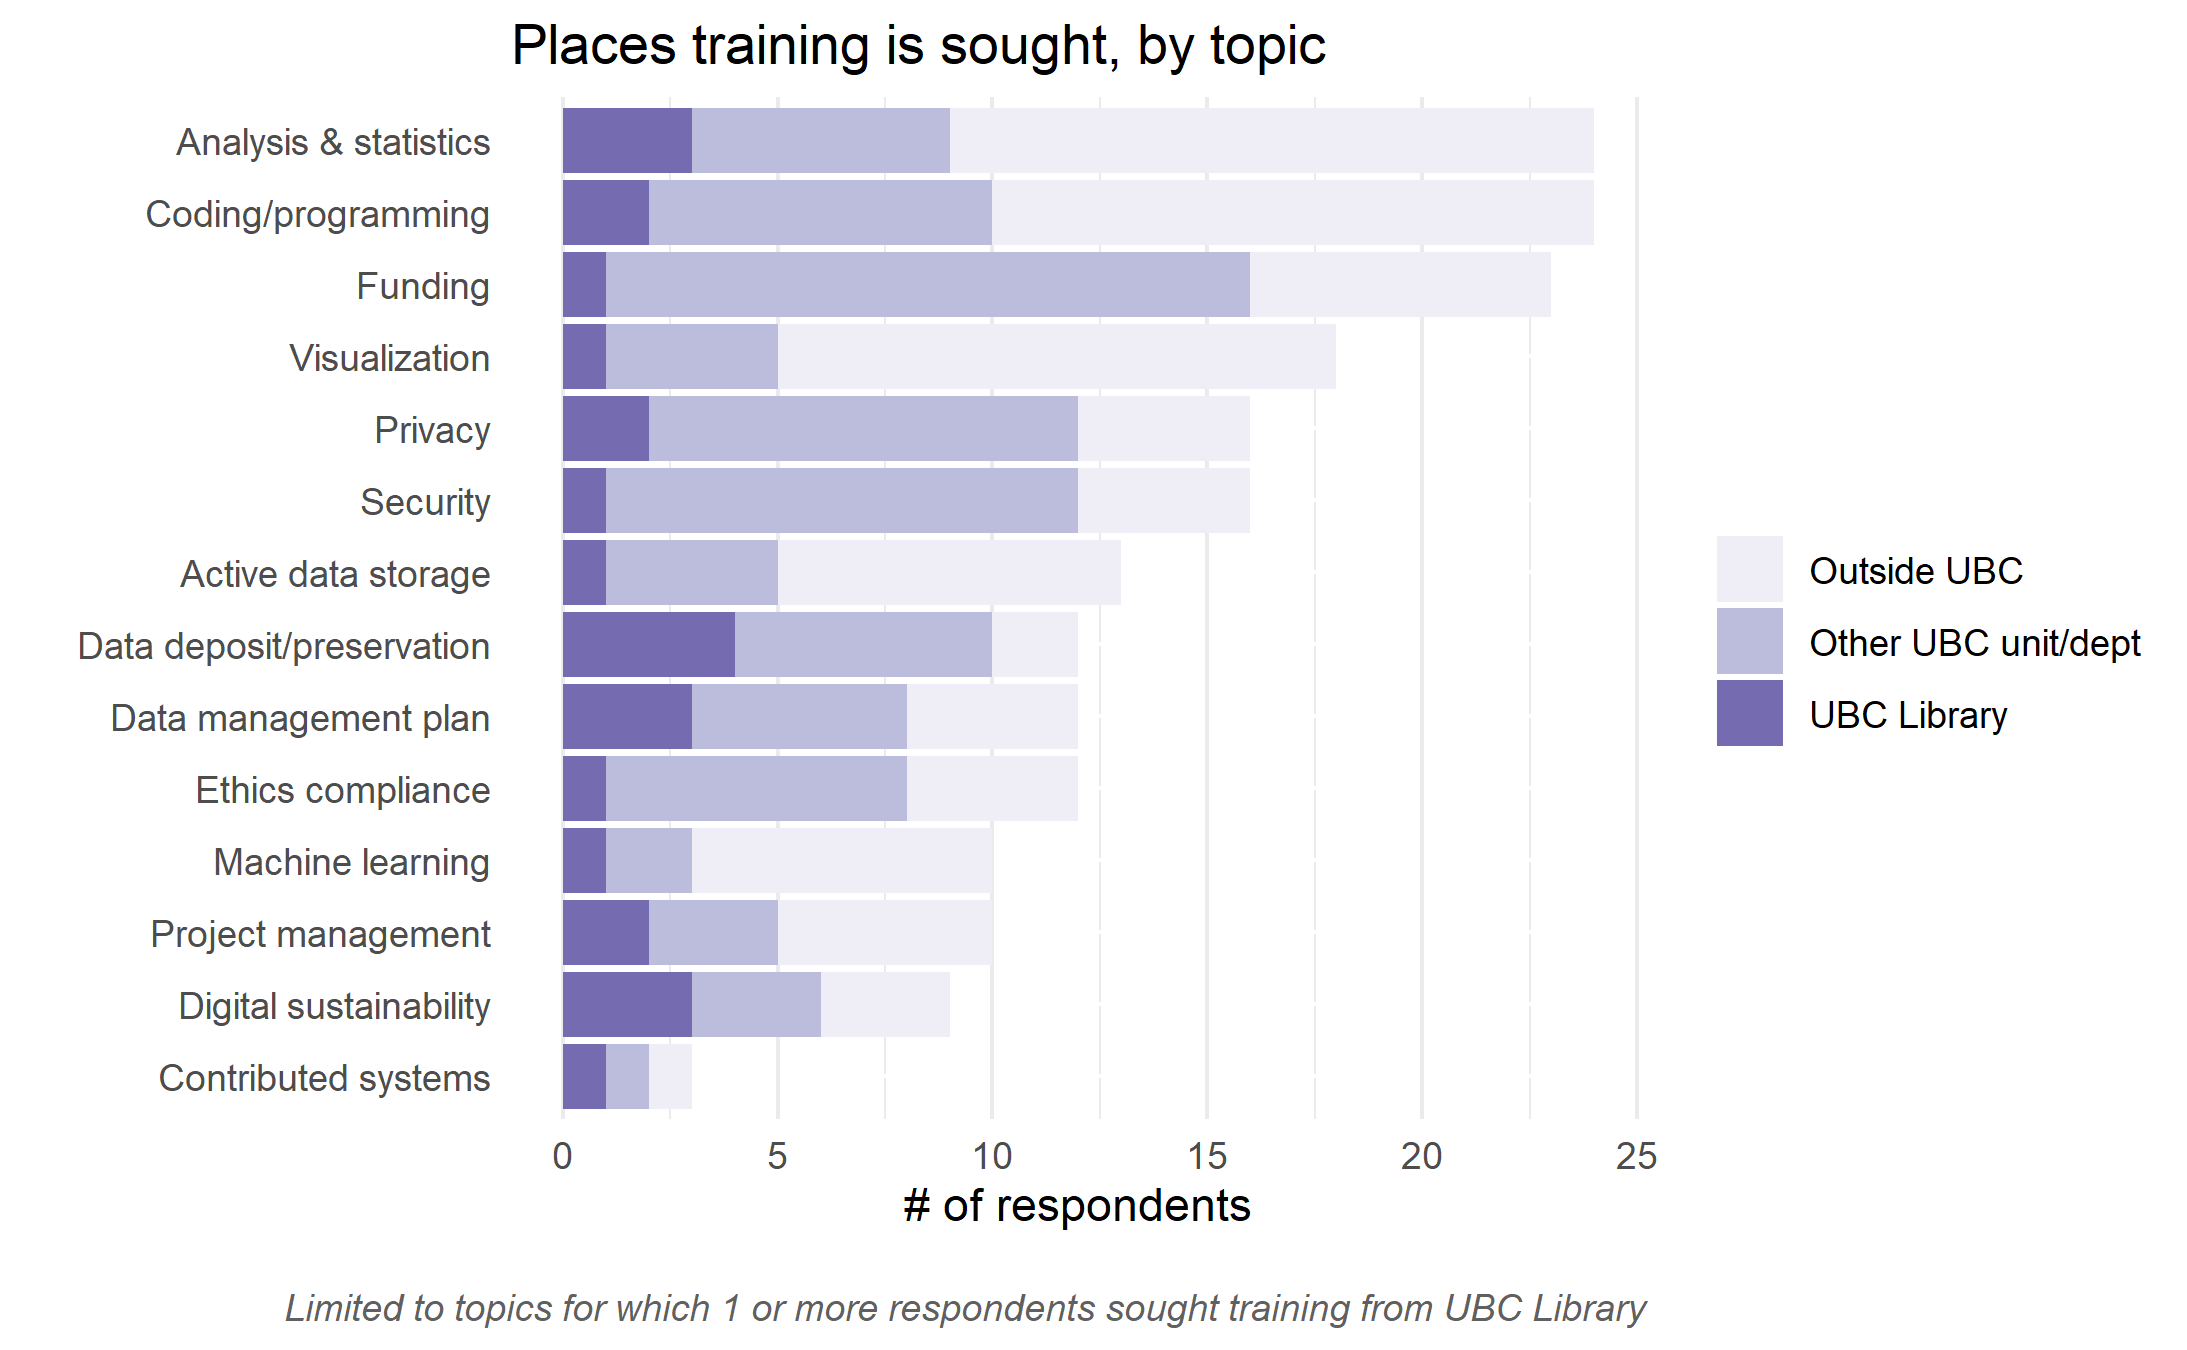 Places training is sought, by topic
Analysis & statistics
Coding/programming
Funding
Visualization
Privacy
Security
Active data storage
Data deposit/preservation
Data management plan
Ethics compliance
Machine learning
Project management
Digital sustainability
Contributed systems
0 5 10 15 20 25
# of respondents
Outside UBC
Other UBC unit/dept
UBC Library
Limited to topics for which 1 or more respondents sought training from UBC Library